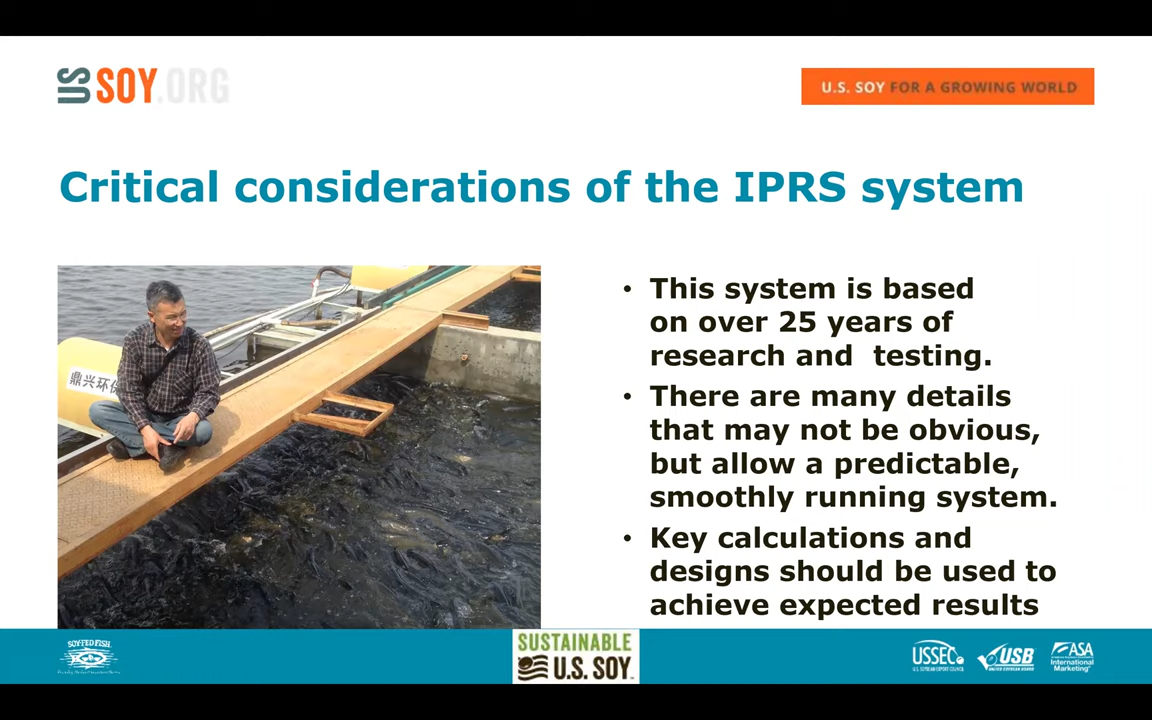 US SOY.ORG
U.S. SOY FOR A GROWING WORLD
Critical considerations of the IPRS system
鼎兴环保
• This system is based
on over 25 years of
research and  testing.
• There are many details
that may not be obvious,
but allow a predictable,
smoothly running system.
• Key calculations and
designs should be used to
achieve expected results
SOY-FED FISH
SUSTAINABLE
U.S. SOY
USSEC
U.S. SOYBEAN EXPORT COUNCIL
USB
UNITED SOYBEAN BOARD
ASA
International
Marketing